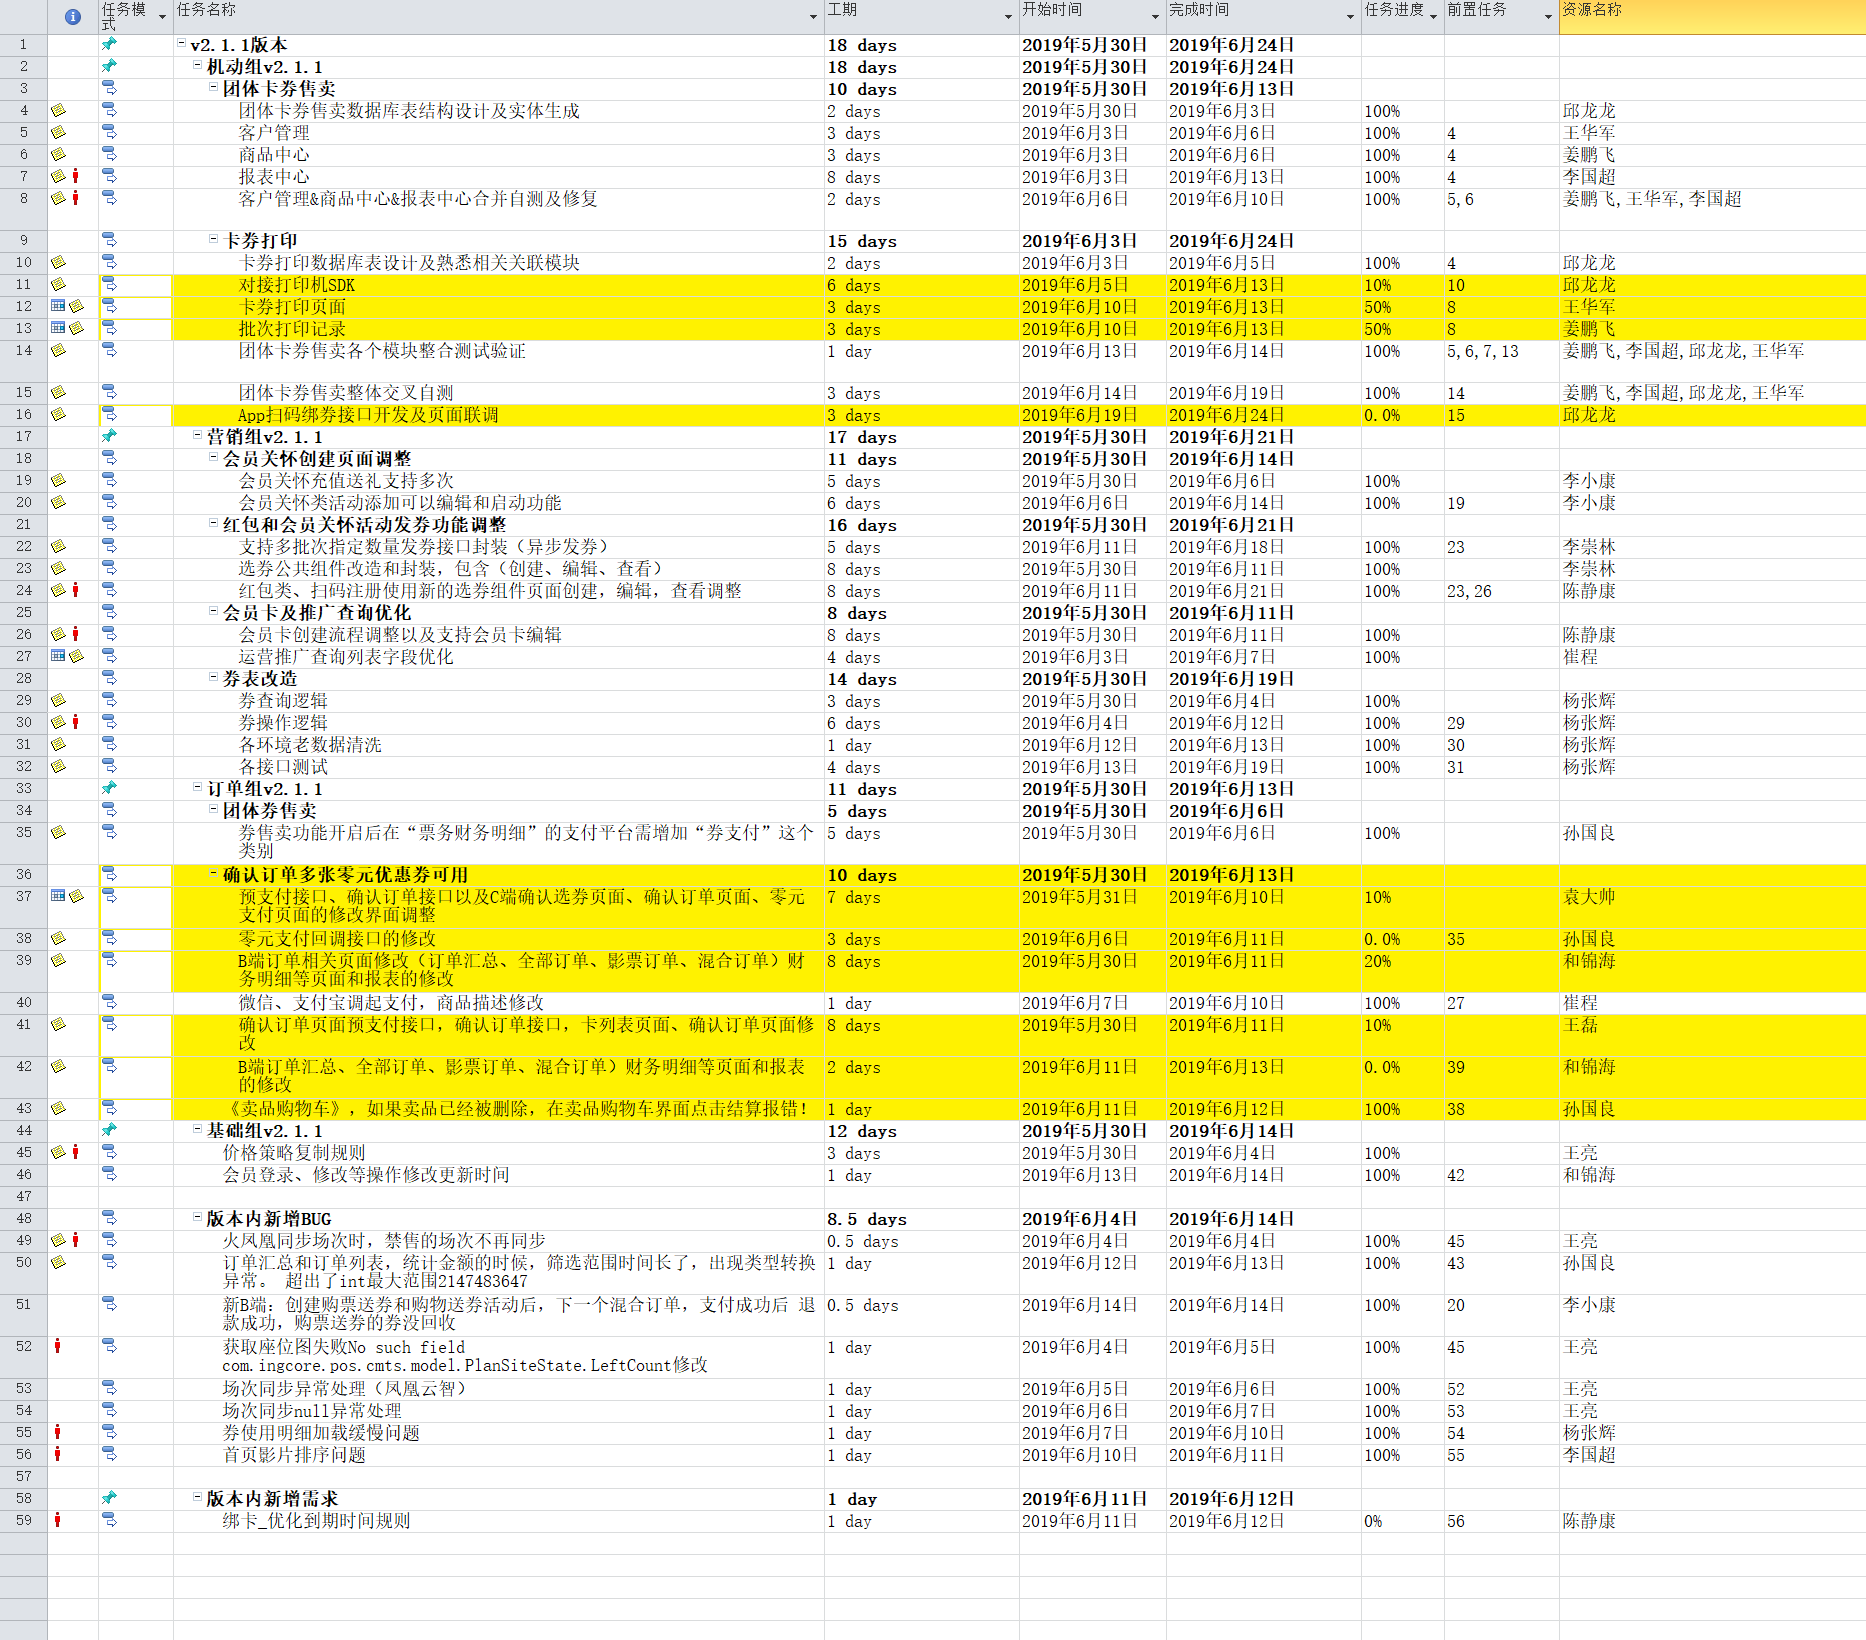 任务模式 任务名称 工期 开始时间 完成时间 任务进度 前置任务 资源名称
1 v2.1.1版本 18 days 2019年5月30日 2019年6月24日
2 机动组v2.1.1 18 days 2019年5月30日 2019年6月24日
3 团体卡券售卖 10 days 2019年5月30日 2019年6月13日
4 团体卡券售卖数据库表结构设计及实体生成 2 days 2019年5月30日 2019年6月3日 100% 邱龙龙
5 客户管理 3 days 2019年6月3日 2019年6月6日 100% 4 王华军
6 商品中心 3 days 2019年6月3日 2019年6月6日 100% 4 姜鹏飞
7 报表中心 8 days 2019年6月3日 2019年6月13日 100% 4 李国超
8 客户管理&商品中心&报表中心合并自测及修复 2 days 2019年6月6日 2019年6月10日 100% 5,6 姜鹏飞,王华军,李国超
9 卡券打印 15 days 2019年6月3日 2019年6月24日
10 卡券打印数据库表设计及熟悉相关关联模块 2 days 2019年6月3日 2019年6月5日 100% 4 邱龙龙
11 对接打印机SDK 6 days 2019年6月5日 2019年6月13日 10% 10 邱龙龙
12 卡券打印页面 3 days 2019年6月10日 2019年6月13日 50% 8 王华军
13 批次打印记录 3 days 2019年6月10日 2019年6月13日 50% 8 姜鹏飞
14 团体卡券售卖各个模块整合测试验证 1 day 2019年6月13日 2019年6月14日 100% 5,6,7,13 姜鹏飞,李国超,邱龙龙,王华军
15 团体卡券售卖整体交叉自测 3 days 2019年6月14日 2019年6月19日 100% 14 姜鹏飞,李国超,邱龙龙,王华军
16 App扫码绑券接口开发及页面联调 3 days 2019年6月19日 2019年6月24日 0.0% 15 邱龙龙
17 营销组v2.1.1 17 days 2019年5月30日 2019年6月21日
18 会员关怀创建页面调整 11 days 2019年5月30日 2019年6月14日
19 会员关怀充值送礼支持多次 5 days 2019年5月30日 2019年6月6日 100% 李小康
20 会员关怀类活动添加可以编辑和启动功能 6 days 2019年6月6日 2019年6月14日 100% 19 李小康
21 红包和会员关怀活动发券功能调整 16 days 2019年5月30日 2019年6月21日
22 支持多批次指定数量发券接口封装（异步发券） 5 days 2019年6月11日 2019年6月18日 100% 23 李崇林
23 选券公共组件改造和封装，包含（创建、编辑、查看） 8 days 2019年5月30日 2019年6月11日 100% 李崇林
24 红包类、扫码注册使用新的选券组件页面创建，编辑，查看调整 8 days 2019年6月11日 2019年6月21日 100% 23,26 陈静康
25 会员卡及推广查询优化 8 days 2019年5月30日 2019年6月11日
26 会员卡创建流程调整以及支持会员卡编辑 8 days 2019年5月30日 2019年6月11日 100% 陈静康
27 运营推广查询列表字段优化 4 days 2019年6月3日 2019年6月7日 100% 崔程
28 券表改造 14 days 2019年5月30日 2019年6月19日
29 券查询逻辑 3 days 2019年5月30日 2019年6月4日 100% 杨张辉
30 券操作逻辑 6 days 2019年6月4日 2019年6月12日 100% 29 杨张辉
31 各环境老数据清洗 1 day 2019年6月12日 2019年6月13日 100% 30 杨张辉
32 各接口测试 4 days 2019年6月13日 2019年6月19日 100% 31 杨张辉
33 订单组v2.1.1 11 days 2019年5月30日 2019年6月13日
34 团体券售卖 5 days 2019年5月30日 2019年6月6日
35 券售卖功能开启后在“票务财务明细”的支付平台需增加“券支付”这个 5 days 2019年5月30日 2019年6月6日 100% 孙国良
类别
36 确认订单多张零元优惠券可用 10 days 2019年5月30日 2019年6月13日
37 预支付接口、确认订单接口以及C端确认选券页面、确认订单页面、零元 7 days 2019年5月31日 2019年6月10日 10% 袁大帅
支付页面的修改界面调整
38 零元支付回调接口的修改 3 days 2019年6月6日 2019年6月11日 0.0% 35 孙国良
39 B端订单相关页面修改（订单汇总、全部订单、影票订单、混合订单）财 8 days 2019年5月30日 2019年6月11日 20% 和锦海
务明细等页面和报表的修改
40 微信、支付宝调起支付，商品描述修改 1 day 2019年6月7日 2019年6月10日 100% 27 崔程
41 确认订单页面预支付接口，确认订单接口，卡列表页面、确认订单页面修 8 days 2019年5月30日 2019年6月11日 10% 王磊
改
42 B端订单汇总、全部订单、影票订单、混合订单）财务明细等页面和报表 2 days 2019年6月11日 2019年6月13日 0.0% 39 和锦海
的修改
43 《卖品购物车》，如果卖品已经被删除，在卖品购物车界面点击结算报错！ 1 day 2019年6月11日 2019年6月12日 100% 38 孙国良
44 基础组v2.1.1 12 days 2019年5月30日 2019年6月14日
45 价格策略复制规则 3 days 2019年5月30日 2019年6月4日 100% 王亮
46 会员登录、修改等操作修改更新时间 1 day 2019年6月13日 2019年6月14日 100% 42 和锦海
47
48 版本内新增BUG 8.5 days 2019年6月4日 2019年6月14日
49 火凤凰同步场次时，禁售的场次不再同步 0.5 days 2019年6月4日 2019年6月4日 100% 45 王亮
50 订单汇总和订单列表，统计金额的时候，筛选范围时间长了，出现类型转换 1 day 2019年6月12日 2019年6月13日 100% 43 孙国良
异常。 超出了int最大范围2147483647
51 新B端：创建购票送券和购物送券活动后，下一个混合订单，支付成功后 退 0.5 days 2019年6月14日 2019年6月14日 100% 20 李小康
款成功，购票送券的券没回收
52 获取座位图失败No such field 1 day 2019年6月4日 2019年6月5日 100% 45 王亮
com.ingcore.pos.cmts.model.PlanSiteState.LeftCount修改
53 场次同步异常处理（凤凰云智） 1 day 2019年6月5日 2019年6月6日 100% 52 王亮
54 场次同步null异常处理 1 day 2019年6月6日 2019年6月7日 100% 53 王亮
55 券使用明细加载缓慢问题 1 day 2019年6月7日 2019年6月10日 100% 54 杨张辉
56 首页影片排序问题 1 day 2019年6月10日 2019年6月11日 100% 55 李国超
57
58 版本内新增需求 1 day 2019年6月11日 2019年6月12日
59 绑卡_优化到期时间规则 1 day 2019年6月11日 2019年6月12日 0% 56 陈静康